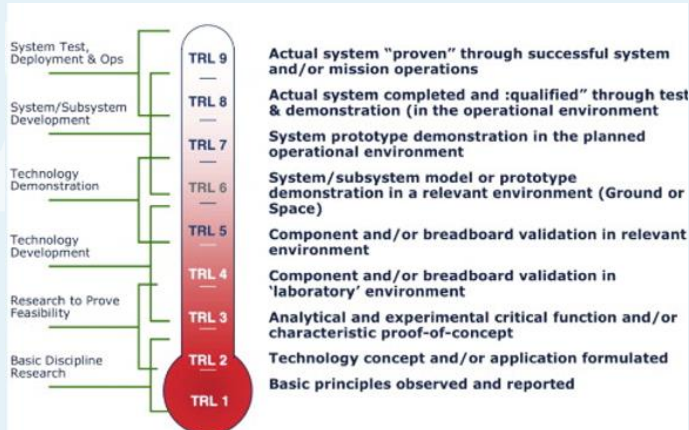 System Test,
Deployment & Ops
System/Subsystem
Development
Technology
Demonstration
Technology
Development
Research to Prove
Feasibility
Basic Discipline
Research
TRL 9
TRL 8
TRL 7
TRL 6
TRL 5
TRL 4
TRL 3
TRL 2
TRL 1
Actual system “proven” through successful system
and/or mission operations
Actual system completed and :qualified” through test
& demonstration (in the operational environment
System prototype demonstration in the planned
operational environment
System/subsystem model or prototype
demonstration in a relevant environment (Ground or
Space)
Component and/or breadboard validation in relevant
environment
Component and/or breadboard validation in
‘laboratory’ environment
Analytical and experimental critical function and/or
characteristic proof-of-concept
Technology concept and/or application formulated
Basic principles observed and reported